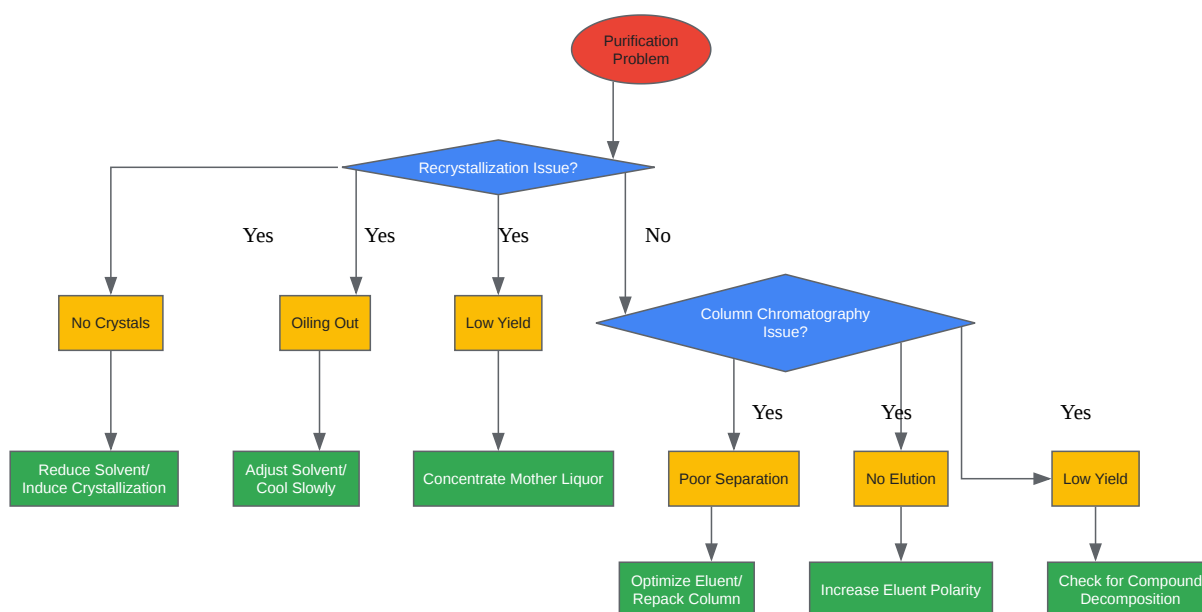 Purification
Problem
Recrystallization Issue?
Yes
Yes
Yes
No
No Crystals
Oiling Out
Low Yield
Column Chromatography
Issue?
Yes
Yes
Yes
Reduce Solvent/
Induce Crystallization
Adjust Solvent/
Cool Slowly
Concentrate Mother Liquor
Poor Separation
No Elution
Low Yield
Optimize Eluent/
Repack Column
Increase Eluent Polarity
Check for Compound
Decomposition